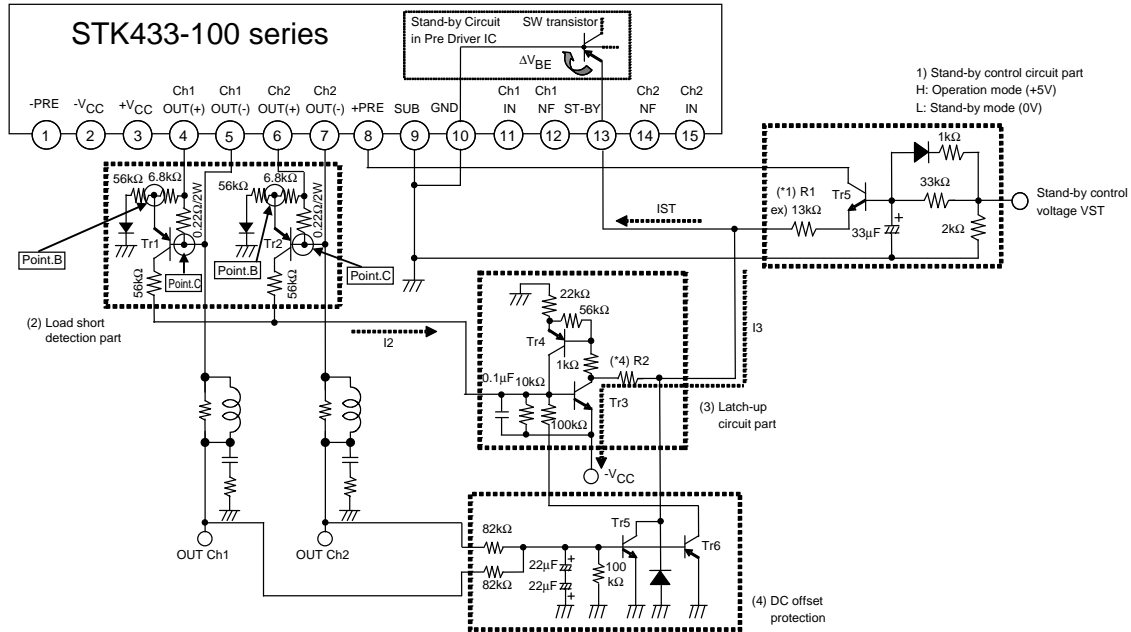 STK433-100 series
Stand-by Circuit
in Pre Driver IC
SW transistor
ΔVBE
-PRE
-VCC
+VCC
Ch1
OUT(+)
Ch1
OUT(-)
Ch2
OUT(+)
Ch2
OUT(-)
+PRE
SUB
GND
Ch1
IN
Ch1
NF
ST-BY
Ch2
NF
Ch2
IN
1
2
3
4
5
6
7
8
9
10
11
12
13
14
15
1) Stand-by control circuit part
H: Operation mode (+5V)
L: Stand-by mode (0V)
56kΩ
6.8kΩ
0.22Ω/2W
Tr1
Point.B
Point.C
56kΩ
56kΩ
6.8kΩ
0.22Ω/2W
Tr2
Point.B
Point.C
56kΩ
(2) Load short
detection part
IST
(*1) R1
ex) 13kΩ
Tr5
1kΩ
33kΩ
33μF
2kΩ
Stand-by control
voltage VST
I2
I3
22kΩ
56kΩ
Tr4
1kΩ
(*4) R2
0.1μF
10kΩ
Tr3
100kΩ
-VCC
(3) Latch-up
circuit part
OUT Ch1
OUT Ch2
82kΩ
82kΩ
22μF
22μF
100
kΩ
Tr5
Tr6
(4) DC offset
protection